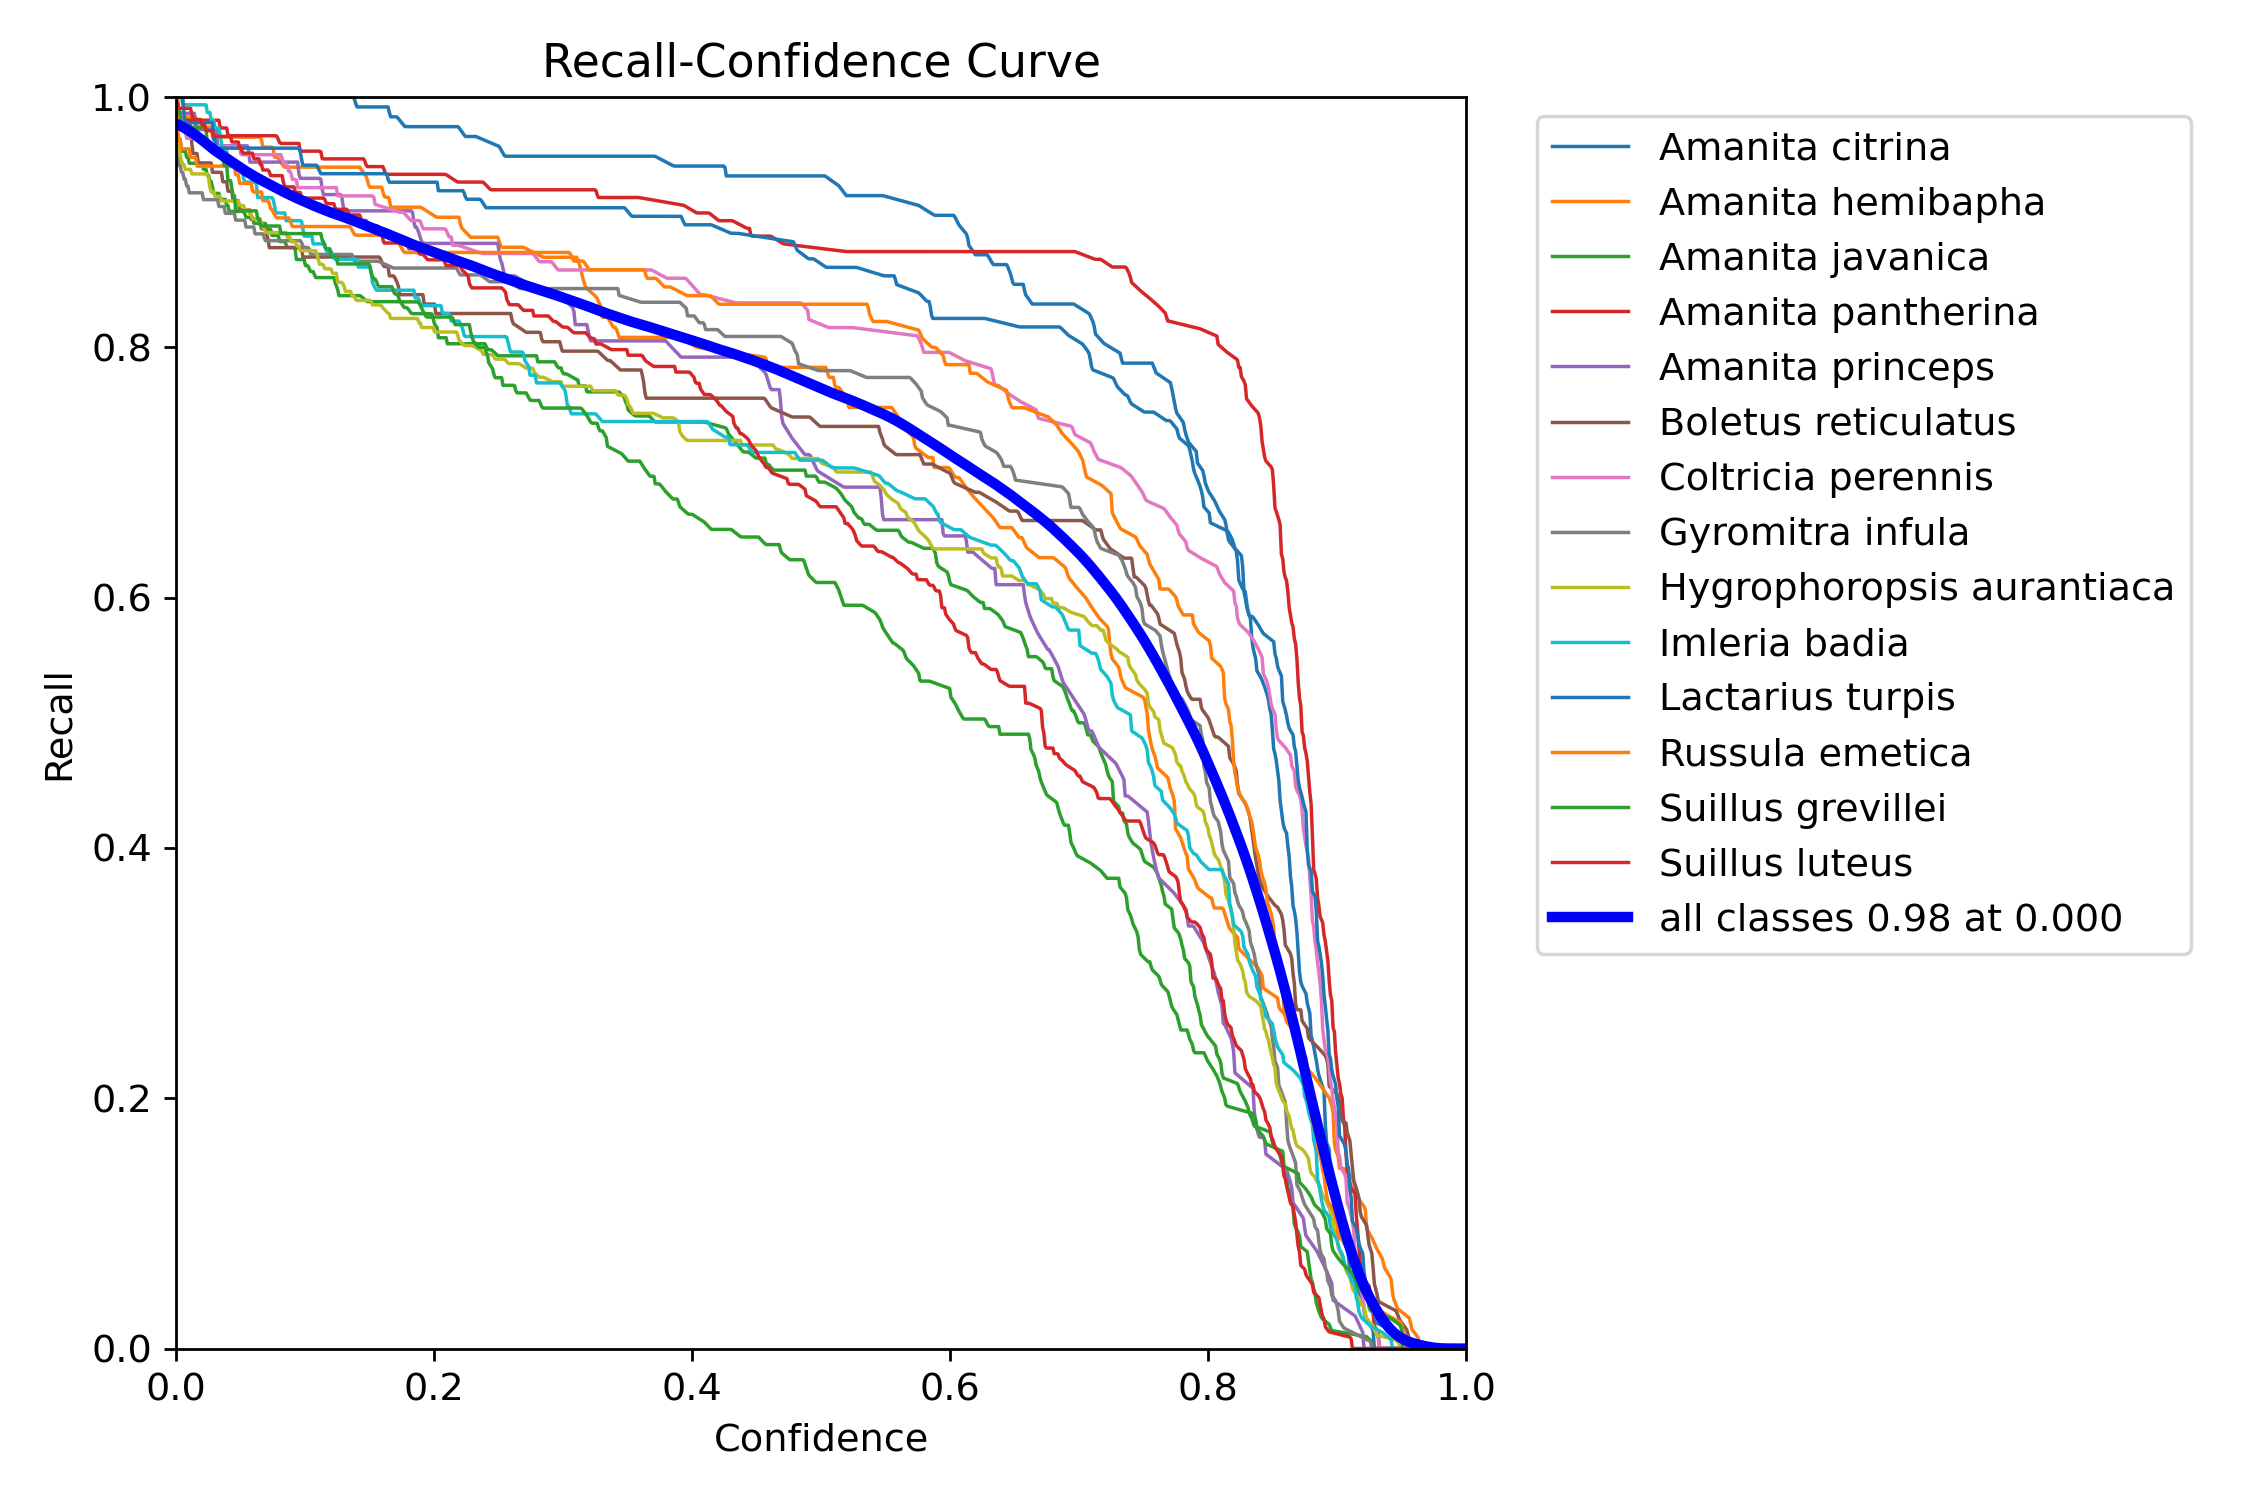 Recall-Confidence Curve
1.0
0.8
0.6
0.4
0.2
0.0
Recall
0.0 0.2 0.4 0.6 0.8 1.0
Confidence
Amanita citrina
Amanita hemibapha
Amanita javanica
Amanita pantherina
Amanita princeps
Boletus reticulatus
Coltricia perennis
Gyromitra infula
Hygrophoropsis aurantiaca
Imleria badia
Lactarius turpis
Russula emetica
Suillus grevillei
Suillus luteus
all classes 0.98 at 0.000